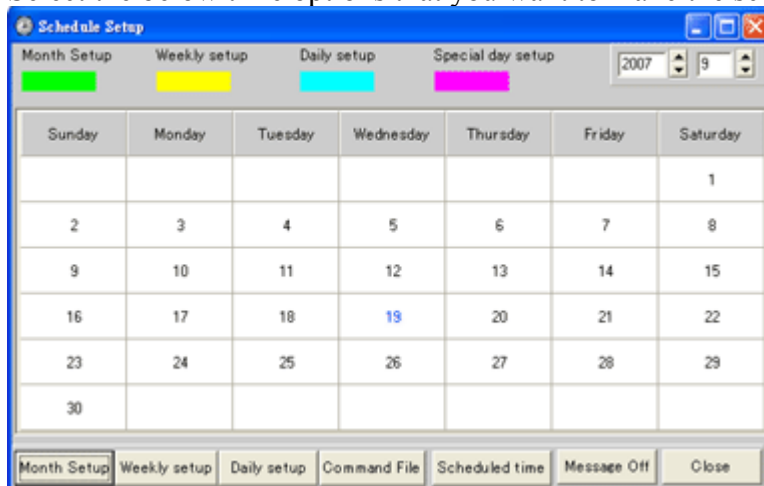 Schedule Setup
Month Setup Weekly setup Daily setup Special day setup 2007 9
Sunday Monday Tuesday Wednesday Thursday Friday Saturday
1
2 3 4 5 6 7 8
9 10 11 12 13 14 15
16 17 18 19 20 21 22
23 24 25 26 27 28 29
30
Month Setup Weekly setup Daily setup Command File Scheduled time Message Off Close